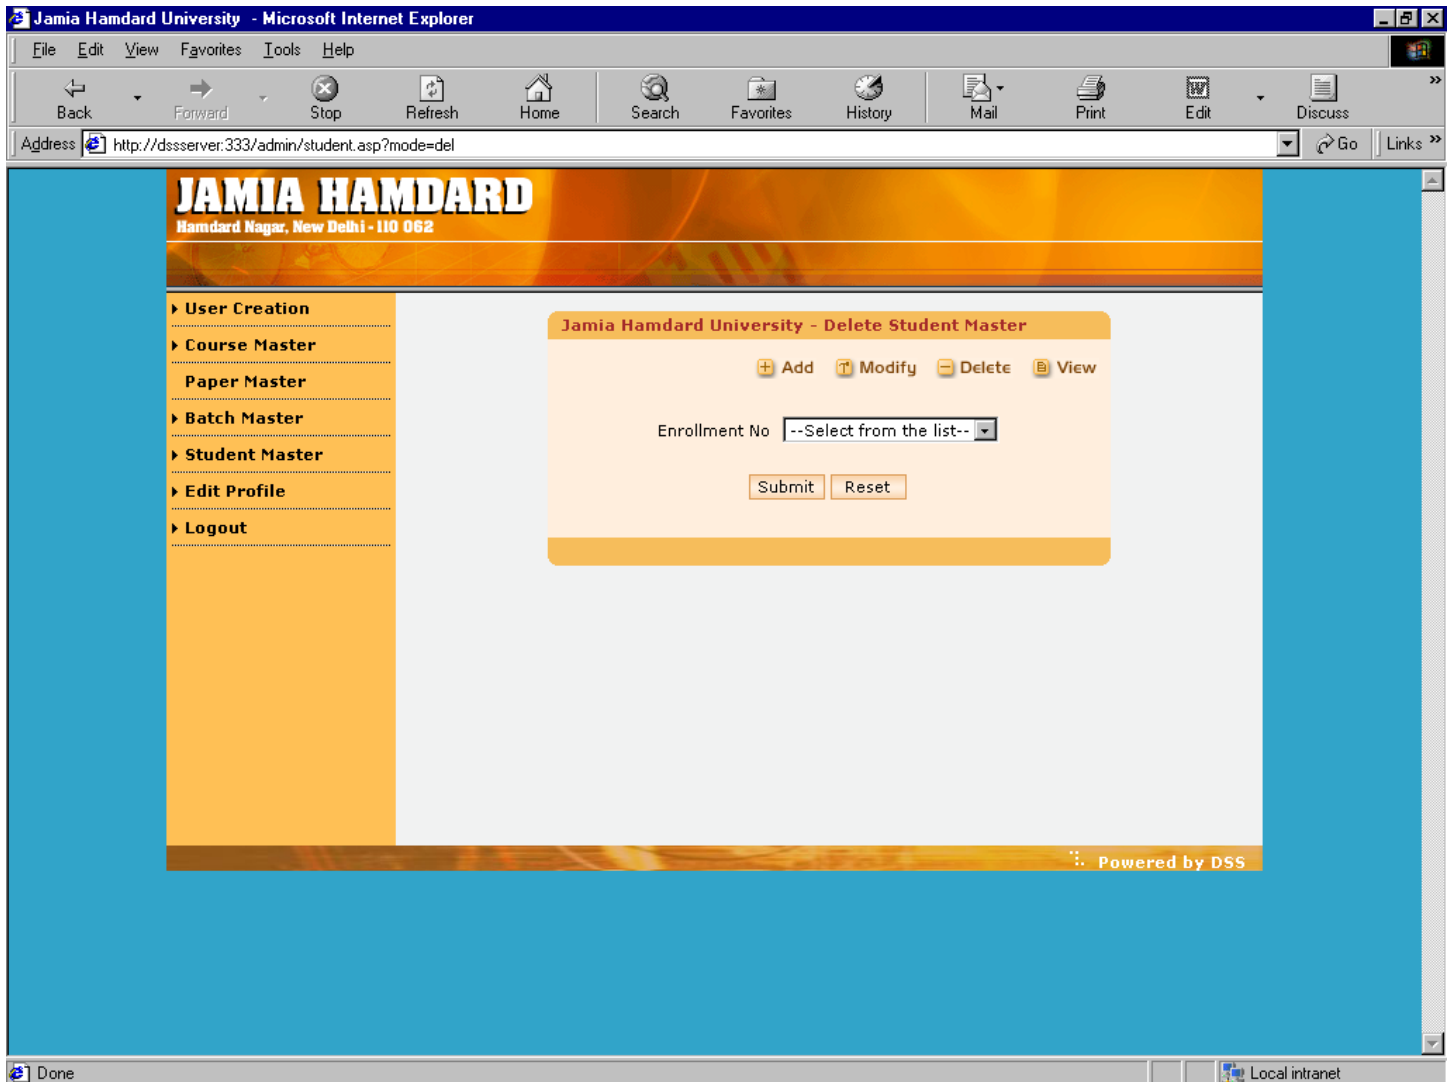 Jamia Hamdard University - Microsoft Internet Explorer
File Edit View Favorites Tools Help
Back Forward Stop Refresh Home Search Favorites History Mail Print Edit Discuss »
Address http://dssserver:333/admin/student.asp?mode=del Go Links »
JAMIA HAMDARD
Hamdard Nagar, New Delhi - 110 062
User Creation
Course Master
Paper Master
Batch Master
Student Master
Edit Profile
Logout
Jamia Hamdard University - Delete Student Master
Add Modify Delete View
Enrollment No --Select from the list--
Submit Reset
Powered by DSS
Done Local intranet